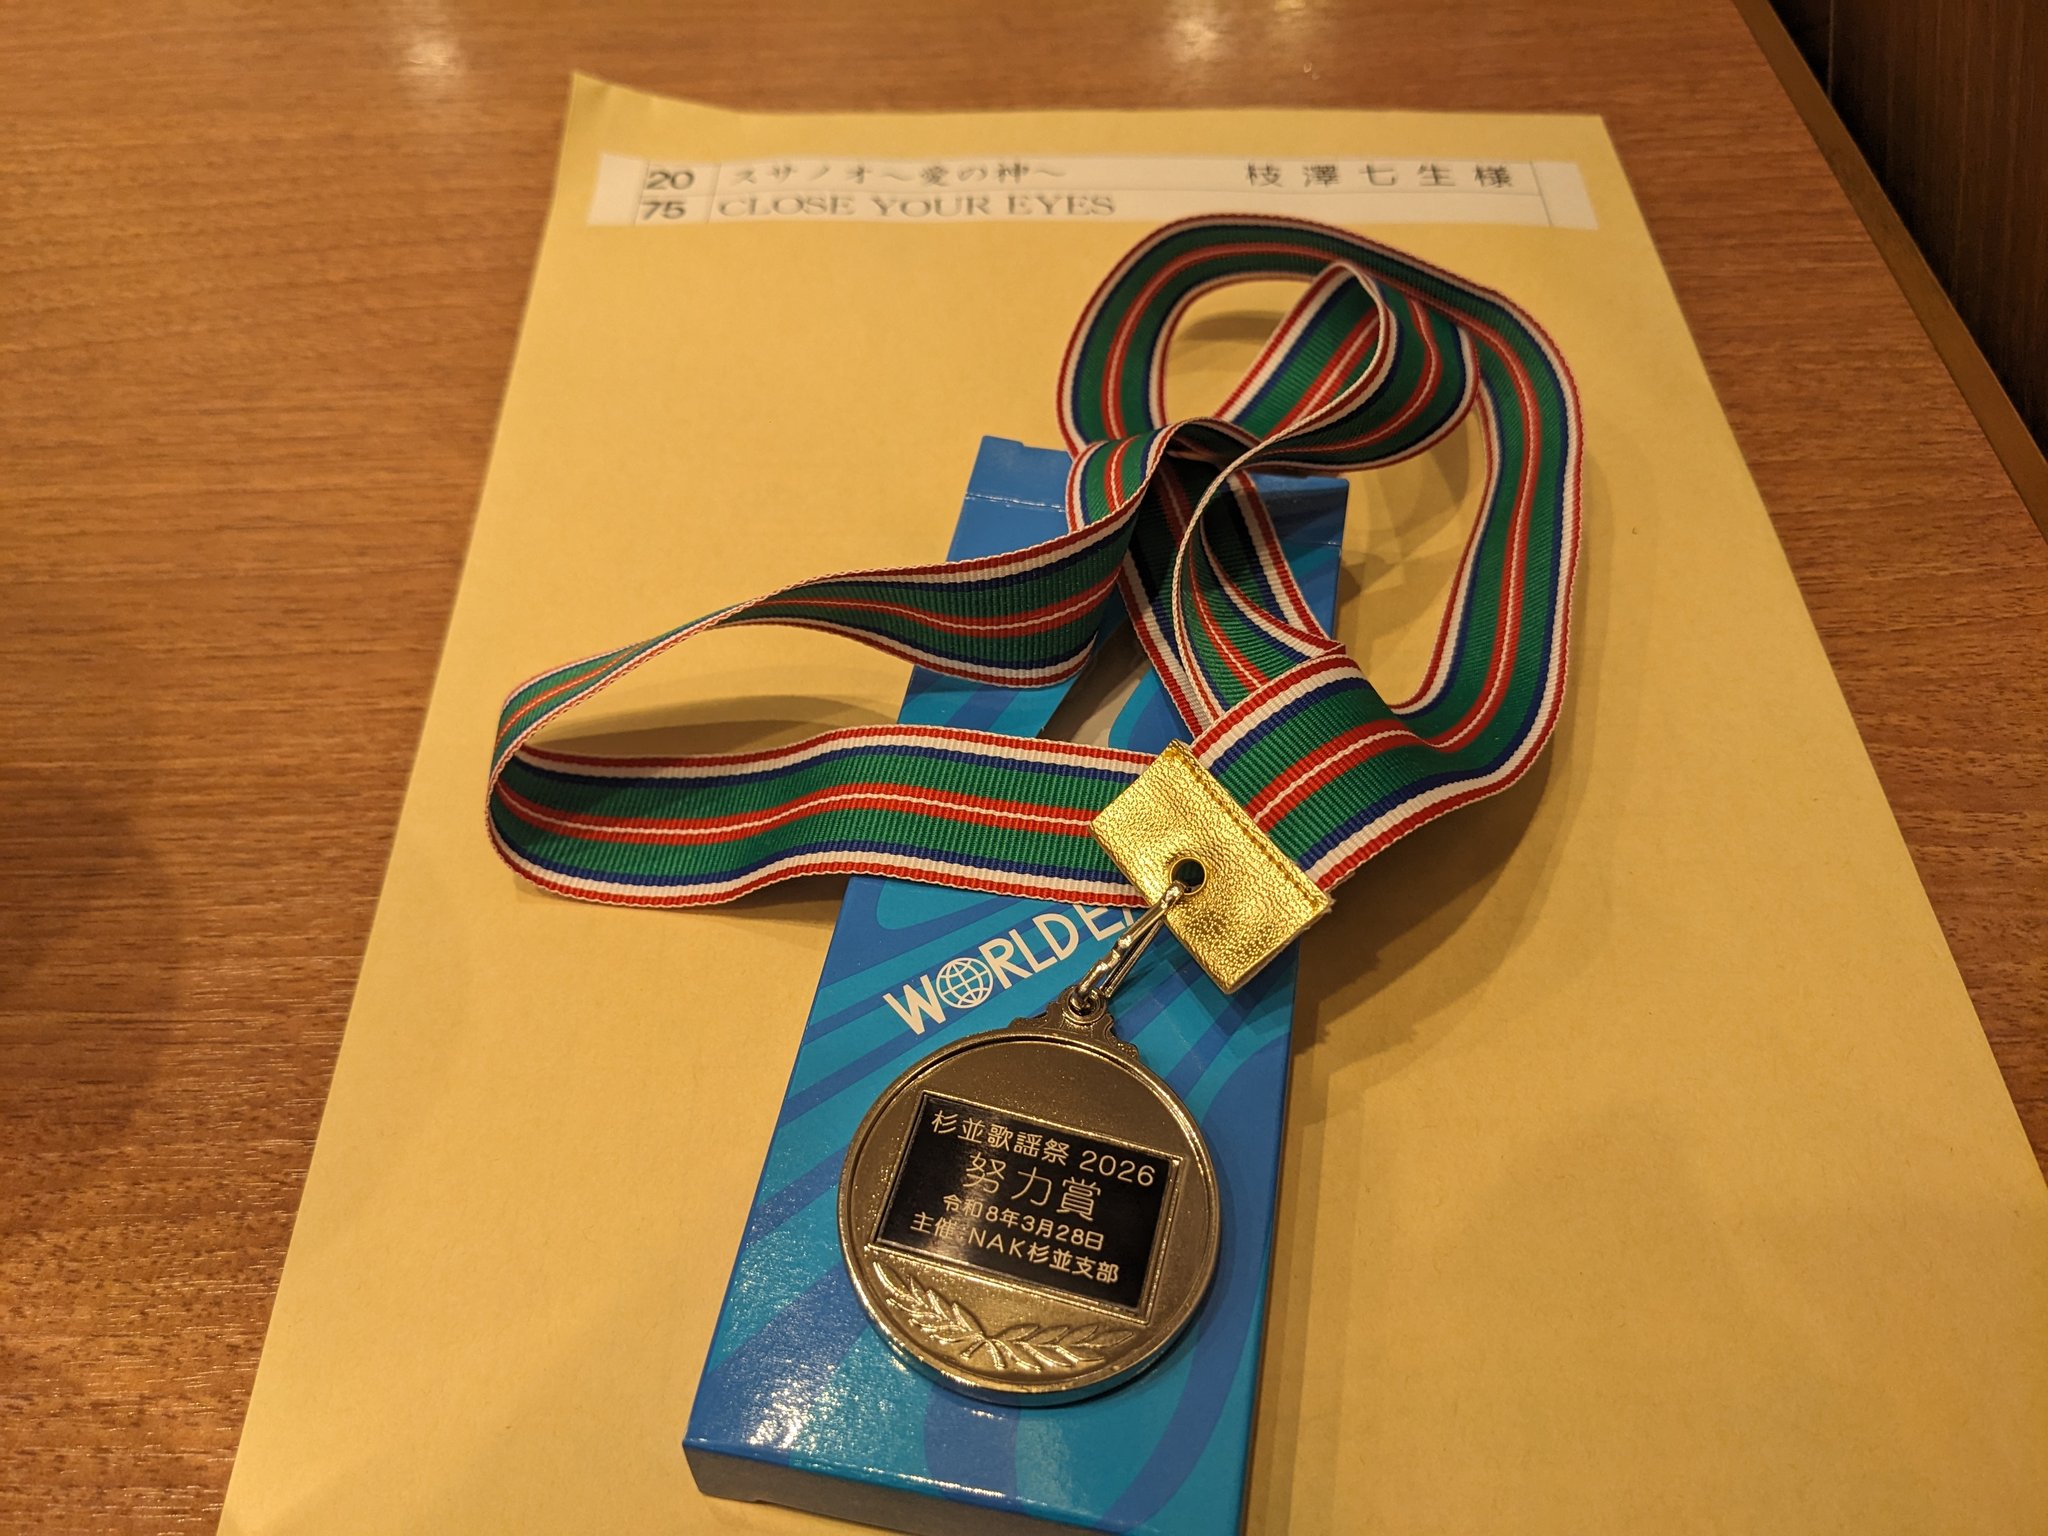 20 スサノオ〜愛の神〜 枝澤七生様
75 CLOSE YOUR EYES
WORLD
杉並歌謡祭 2026
努力賞
令和8年3月28日
主催:NAK杉並支部